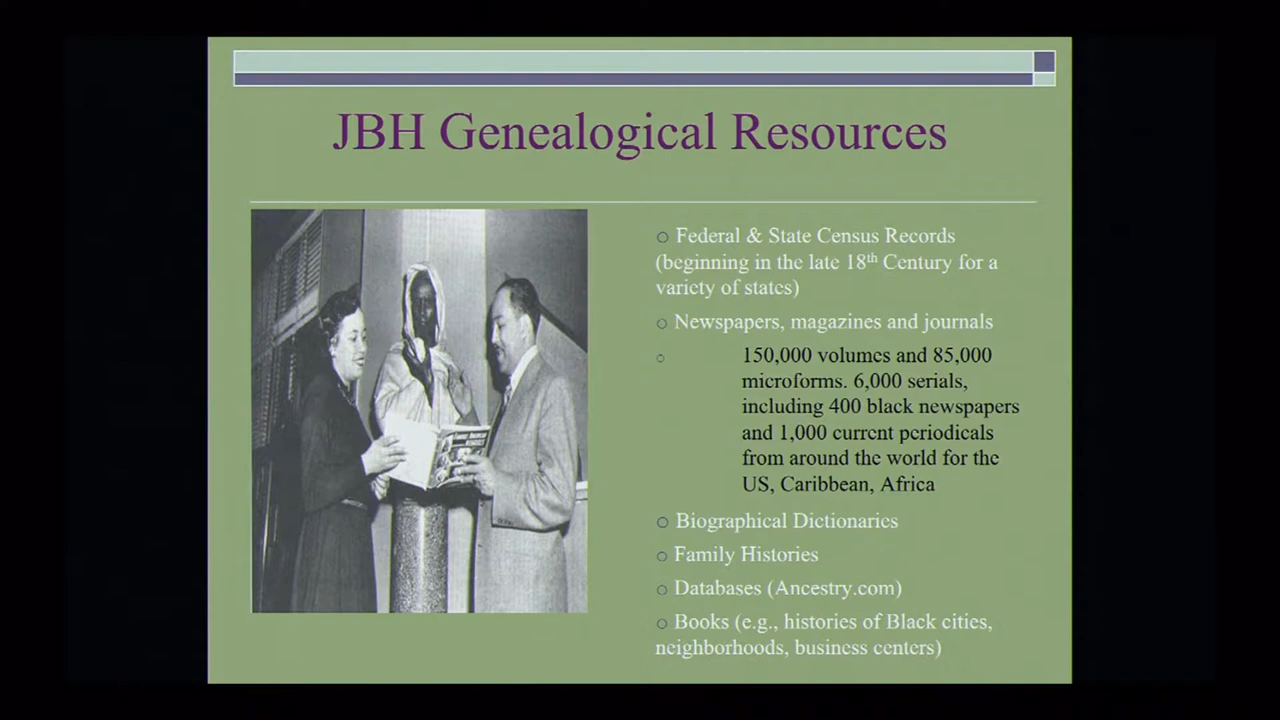 JBH Genealogical Resources
Federal & State Census Records
(beginning in the late 18th Century for a
variety of states)
Newspapers, magazines and journals
150,000 volumes and 85,000
microforms. 6,000 serials,
including 400 black newspapers
and 1,000 current periodicals
from around the world for the
US, Caribbean, Africa
Biographical Dictionaries
Family Histories
Databases (Ancestry.com)
Books (e.g., histories of Black cities,
neighborhoods, business centers)